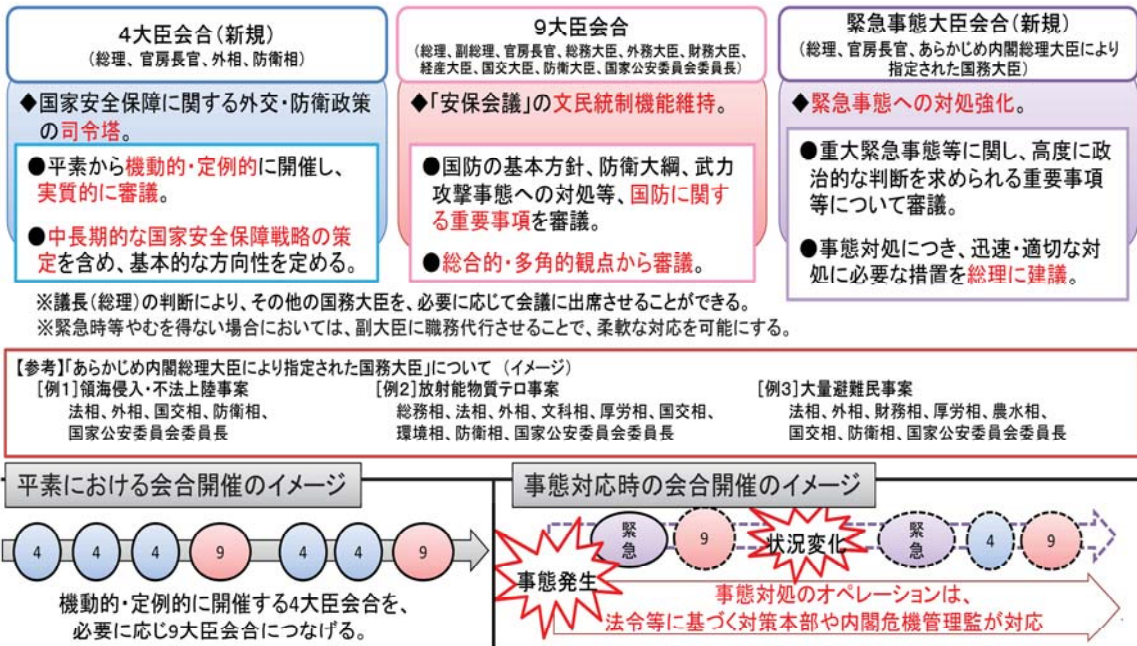 4大臣会合(新規)
(総理、官房長官、外相、防衛相)
◆国家安全保障に関する外交・防衛政策
の司令塔。
●平素から機動的・定例的に開催し、
実質的に審議。
●中長期的な国家安全保障戦略の策
定を含め、基本的な方向性を定める。
9大臣会合
(総理、副総理、官房長官、総務大臣、外務大臣、財務大臣、
経産大臣、国交大臣、防衛大臣、国家公安委員会委員長)
◆「安保会議」の文民統制機能維持。
●国防の基本方針、防衛大綱、武力
攻撃事態への対処等、国防に関す
る重要事項を審議。
●総合的・多角的観点から審議。
緊急事態大臣会合(新規)
(総理、官房長官、あらかじめ内閣総理大臣により
指定された国務大臣)
◆緊急事態への対処強化。
●重大緊急事態等に関し、高度に政
治的な判断を求められる重要事項
等について審議。
●事態対処につき、迅速・適切な対
処に必要な措置を総理に建議。
※議長(総理)の判断により、その他の国務大臣を、必要に応じて会議に出席させることができる。
※緊急時等やむを得ない場合においては、副大臣に職務代行させることで、柔軟な対応を可能にする。
【参考】「あらかじめ内閣総理大臣により指定された国務大臣」について (イメージ)
[例1]領海侵入・不法上陸事案
法相、外相、国交相、防衛相、
国家公安委員会委員長
[例2]放射能物質テロ事案
総務相、法相、外相、文科相、厚労相、国交相、
環境相、防衛相、国家公安委員会委員長
[例3]大量避難民事案
法相、外相、財務相、厚労相、農水相、
国交相、防衛相、国家公安委員会委員長
平素における会合開催のイメージ
4 4 4 9 4 4 9
機動的・定例的に開催する4大臣会合を、
必要に応じ9大臣会合につなげる。
事態対応時の会合開催のイメージ
事態発生
緊急 9 状況変化 緊急 4 9
事態対処のオペレーションは、
法令等に基づく対策本部や内閣危機管理監が対応